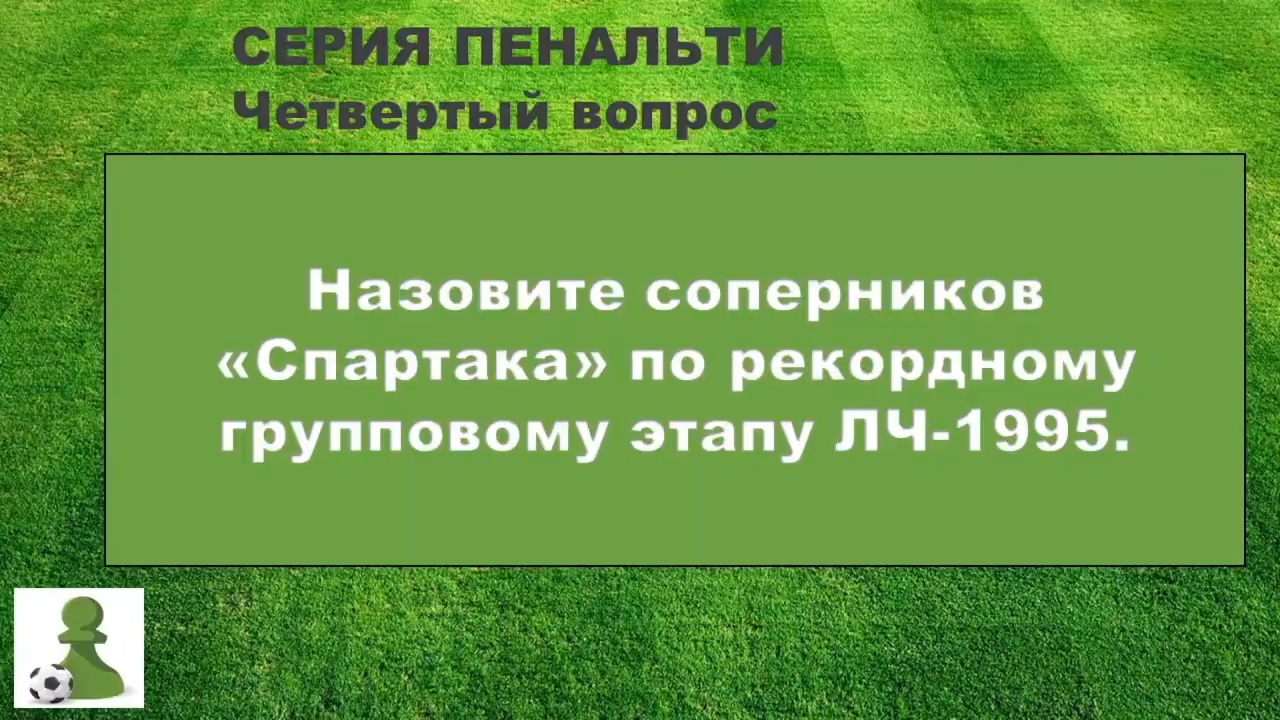 СЕРИЯ ПЕНАЛЬТИ
Четвертый вопрос
Назовите соперников
«Спартака» по рекордному
групповому этапу ЛЧ-1995.